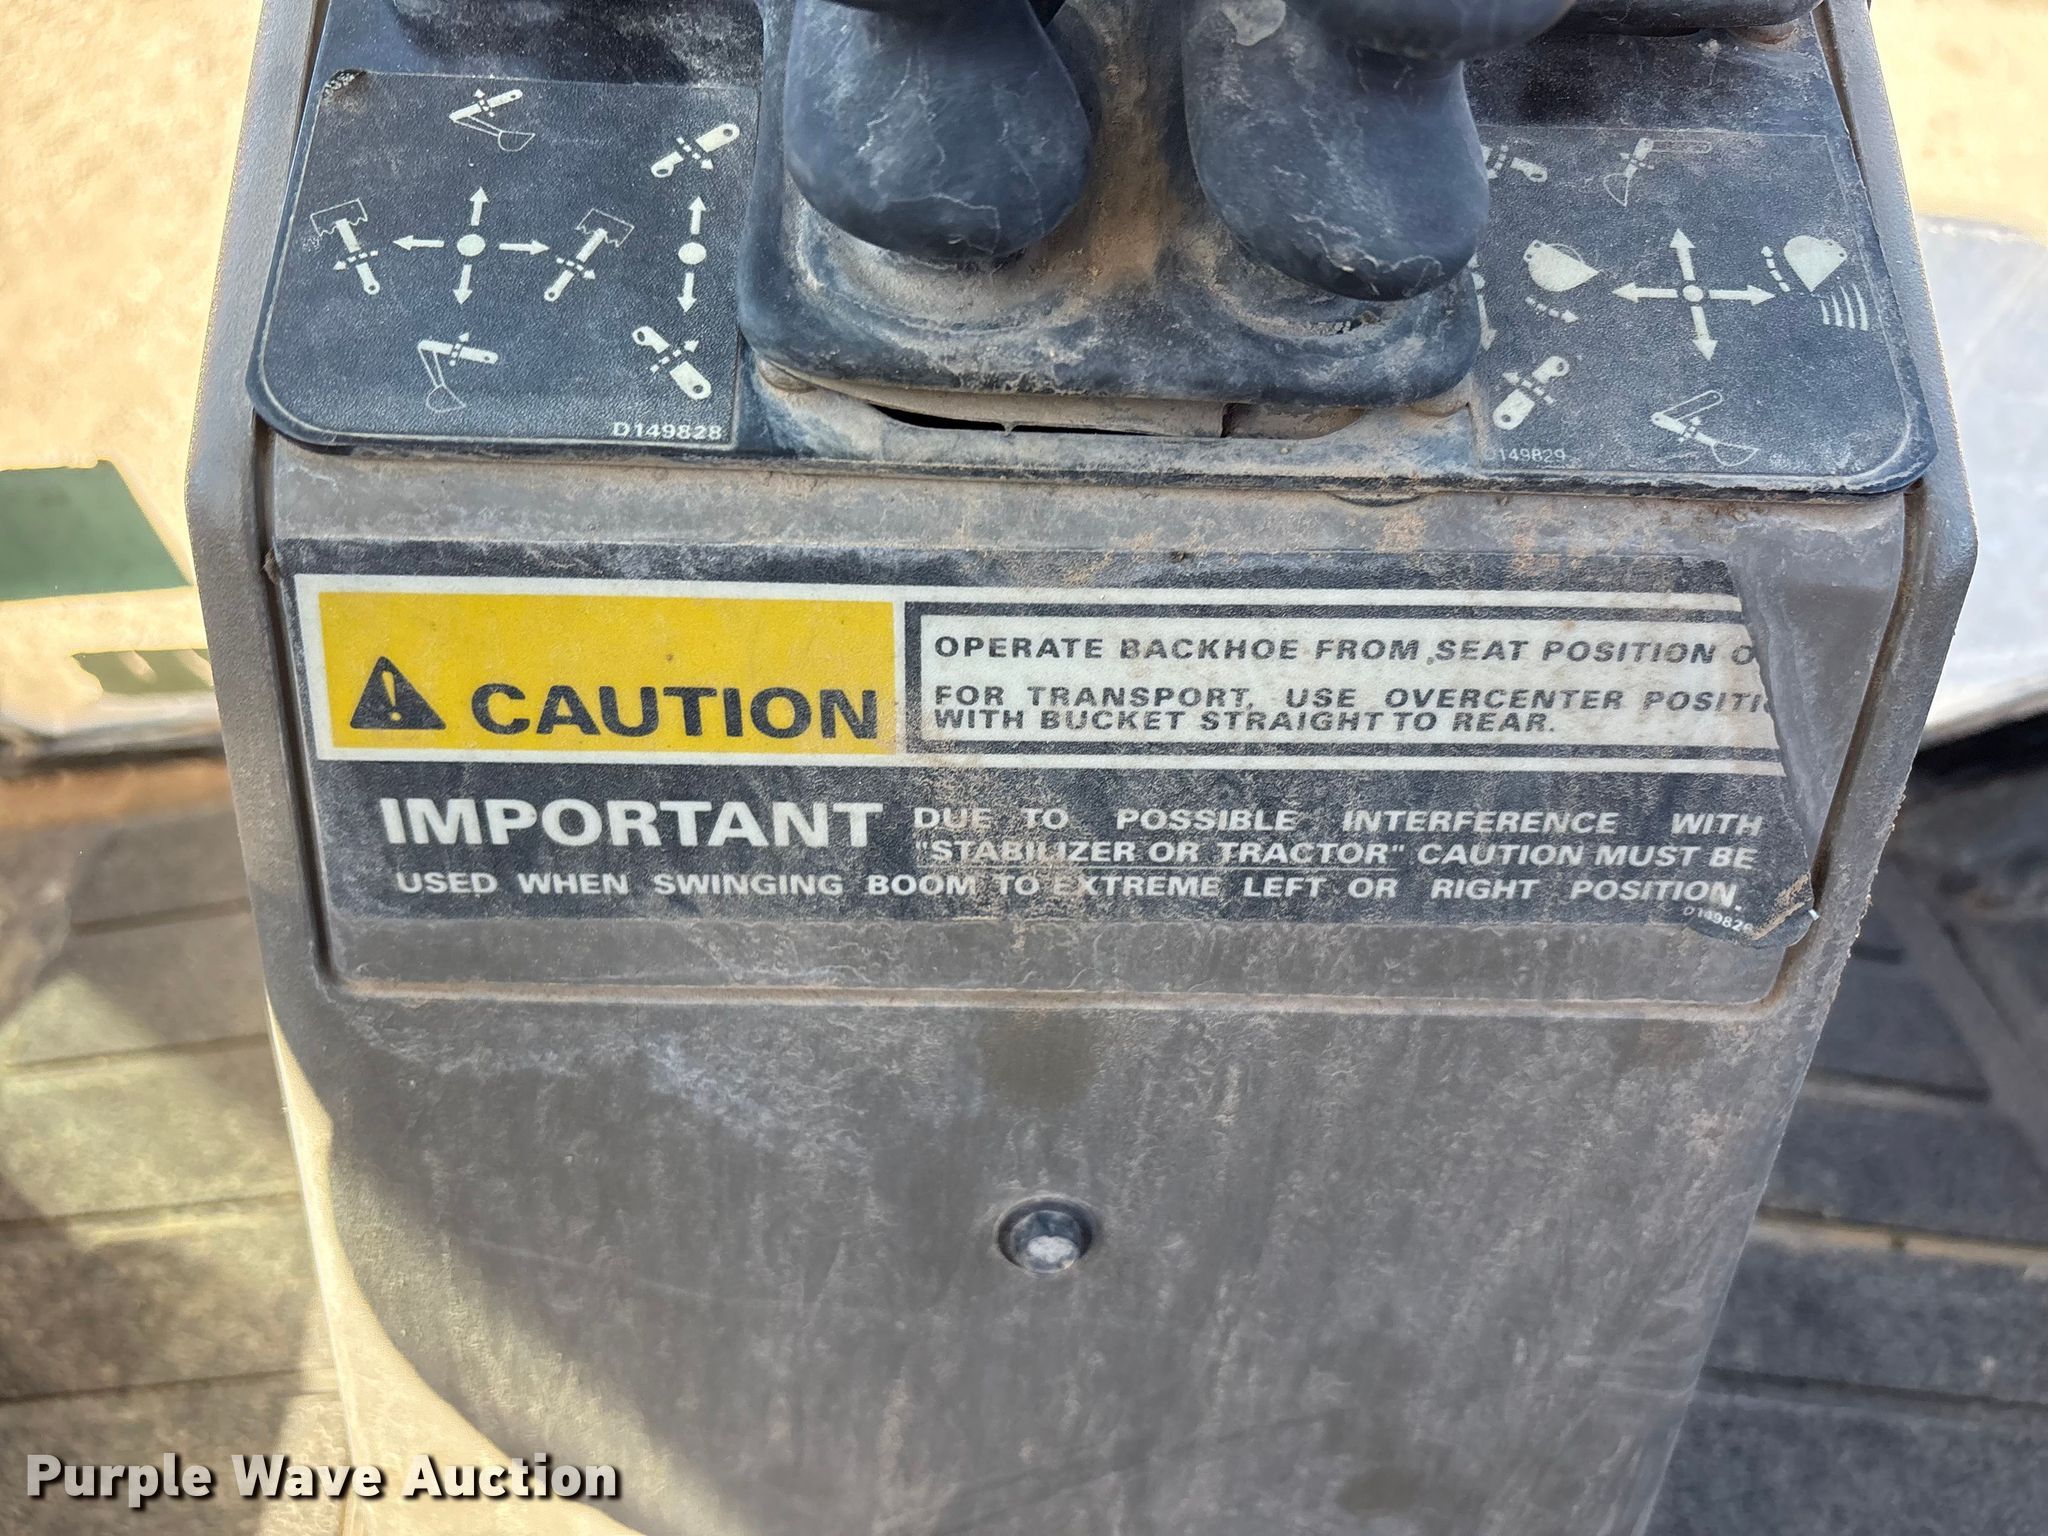 D149828
D149829
CAUTION
OPERATE BACKHOE FROM SEAT POSITION
FOR TRANSPORT, USE OVERCENTER
WITH BUCKET STRAIGHT TO REAR.
IMPORTANT DUE TO POSSIBLE INTERFERENCE WITH
"STABILIZER OR TRACTOR" CAUTION MUST BE
USED WHEN SWINGING BOOM TO EXTREME LEFT OR RIGHT POSITION.
Purple Wave Auction